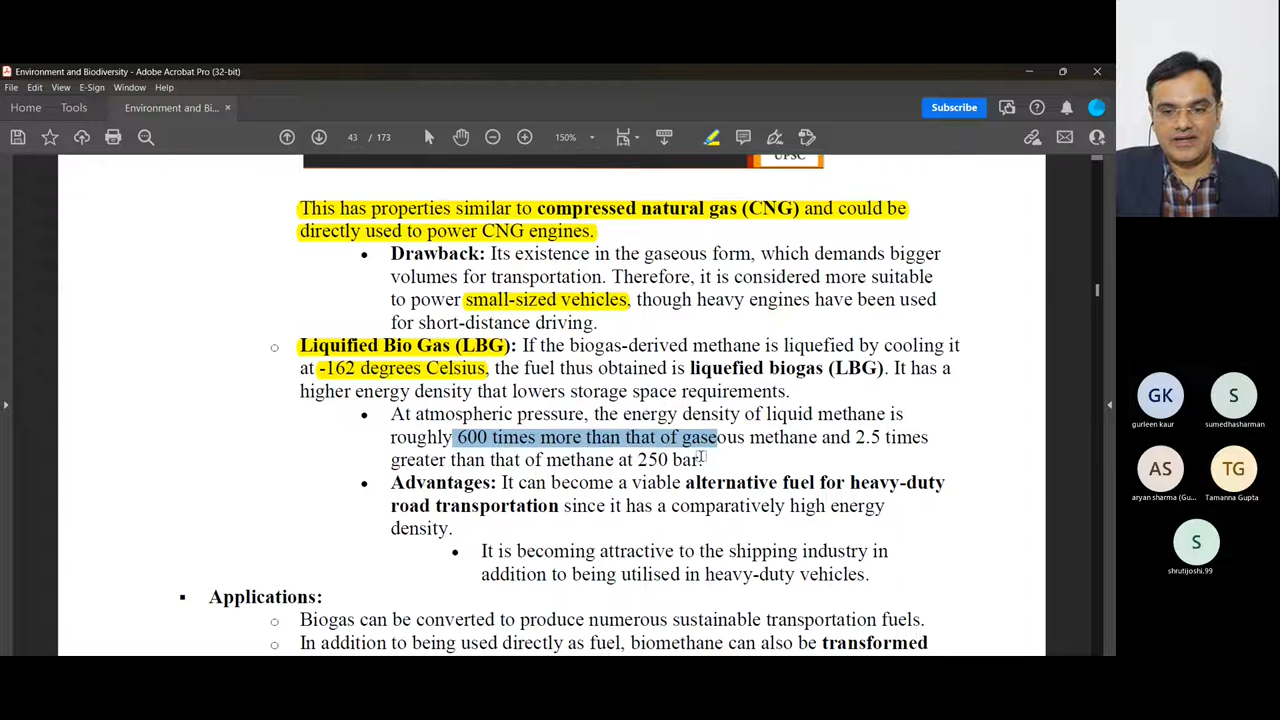 Environment and Biodiversity - Adobe Acrobat Pro (32-bit)
File Edit View E-Sign Window Help
Home Tools Environment and Bi... × Subscribe
43 / 173 150%
UPSC
This has properties similar to compressed natural gas (CNG) and could be
directly used to power CNG engines.
• Drawback: Its existence in the gaseous form, which demands bigger
volumes for transportation. Therefore, it is considered more suitable
to power small-sized vehicles, though heavy engines have been used
for short-distance driving.
○ Liquified Bio Gas (LBG): If the biogas-derived methane is liquefied by cooling it
at -162 degrees Celsius, the fuel thus obtained is liquefied biogas (LBG). It has a
higher energy density that lowers storage space requirements.
• At atmospheric pressure, the energy density of liquid methane is
roughly 600 times more than that of gaseous methane and 2.5 times
greater than that of methane at 250 bar.
• Advantages: It can become a viable alternative fuel for heavy-duty
road transportation since it has a comparatively high energy
density.
• It is becoming attractive to the shipping industry in
addition to being utilised in heavy-duty vehicles.
▪ Applications:
○ Biogas can be converted to produce numerous sustainable transportation fuels.
○ In addition to being used directly as fuel, biomethane can also be transformed
GK
gurleen kaur
S
sumedhasharman
AS
aryan sharma (Gu...
TG
Tamanna Gupta
S
shrutijoshi.99